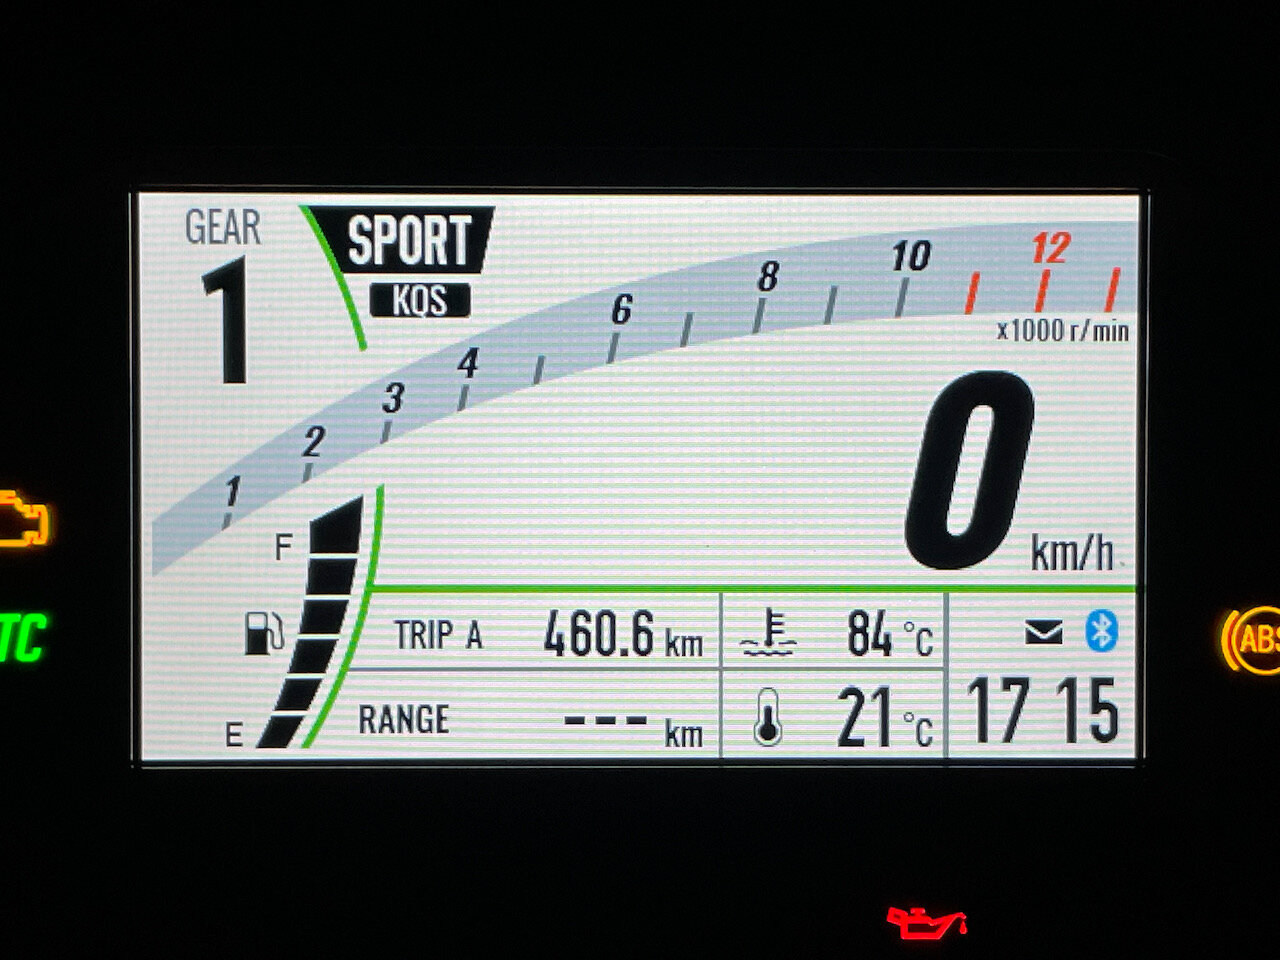 GEAR
1
SPORT
KQS
1 2 3 4 6 8 10 12
x1000 r/min
0 km/h
F
E
TRIP A 460.6 km
84 °C
RANGE --- km
21 °C
17 15
TC
ABS